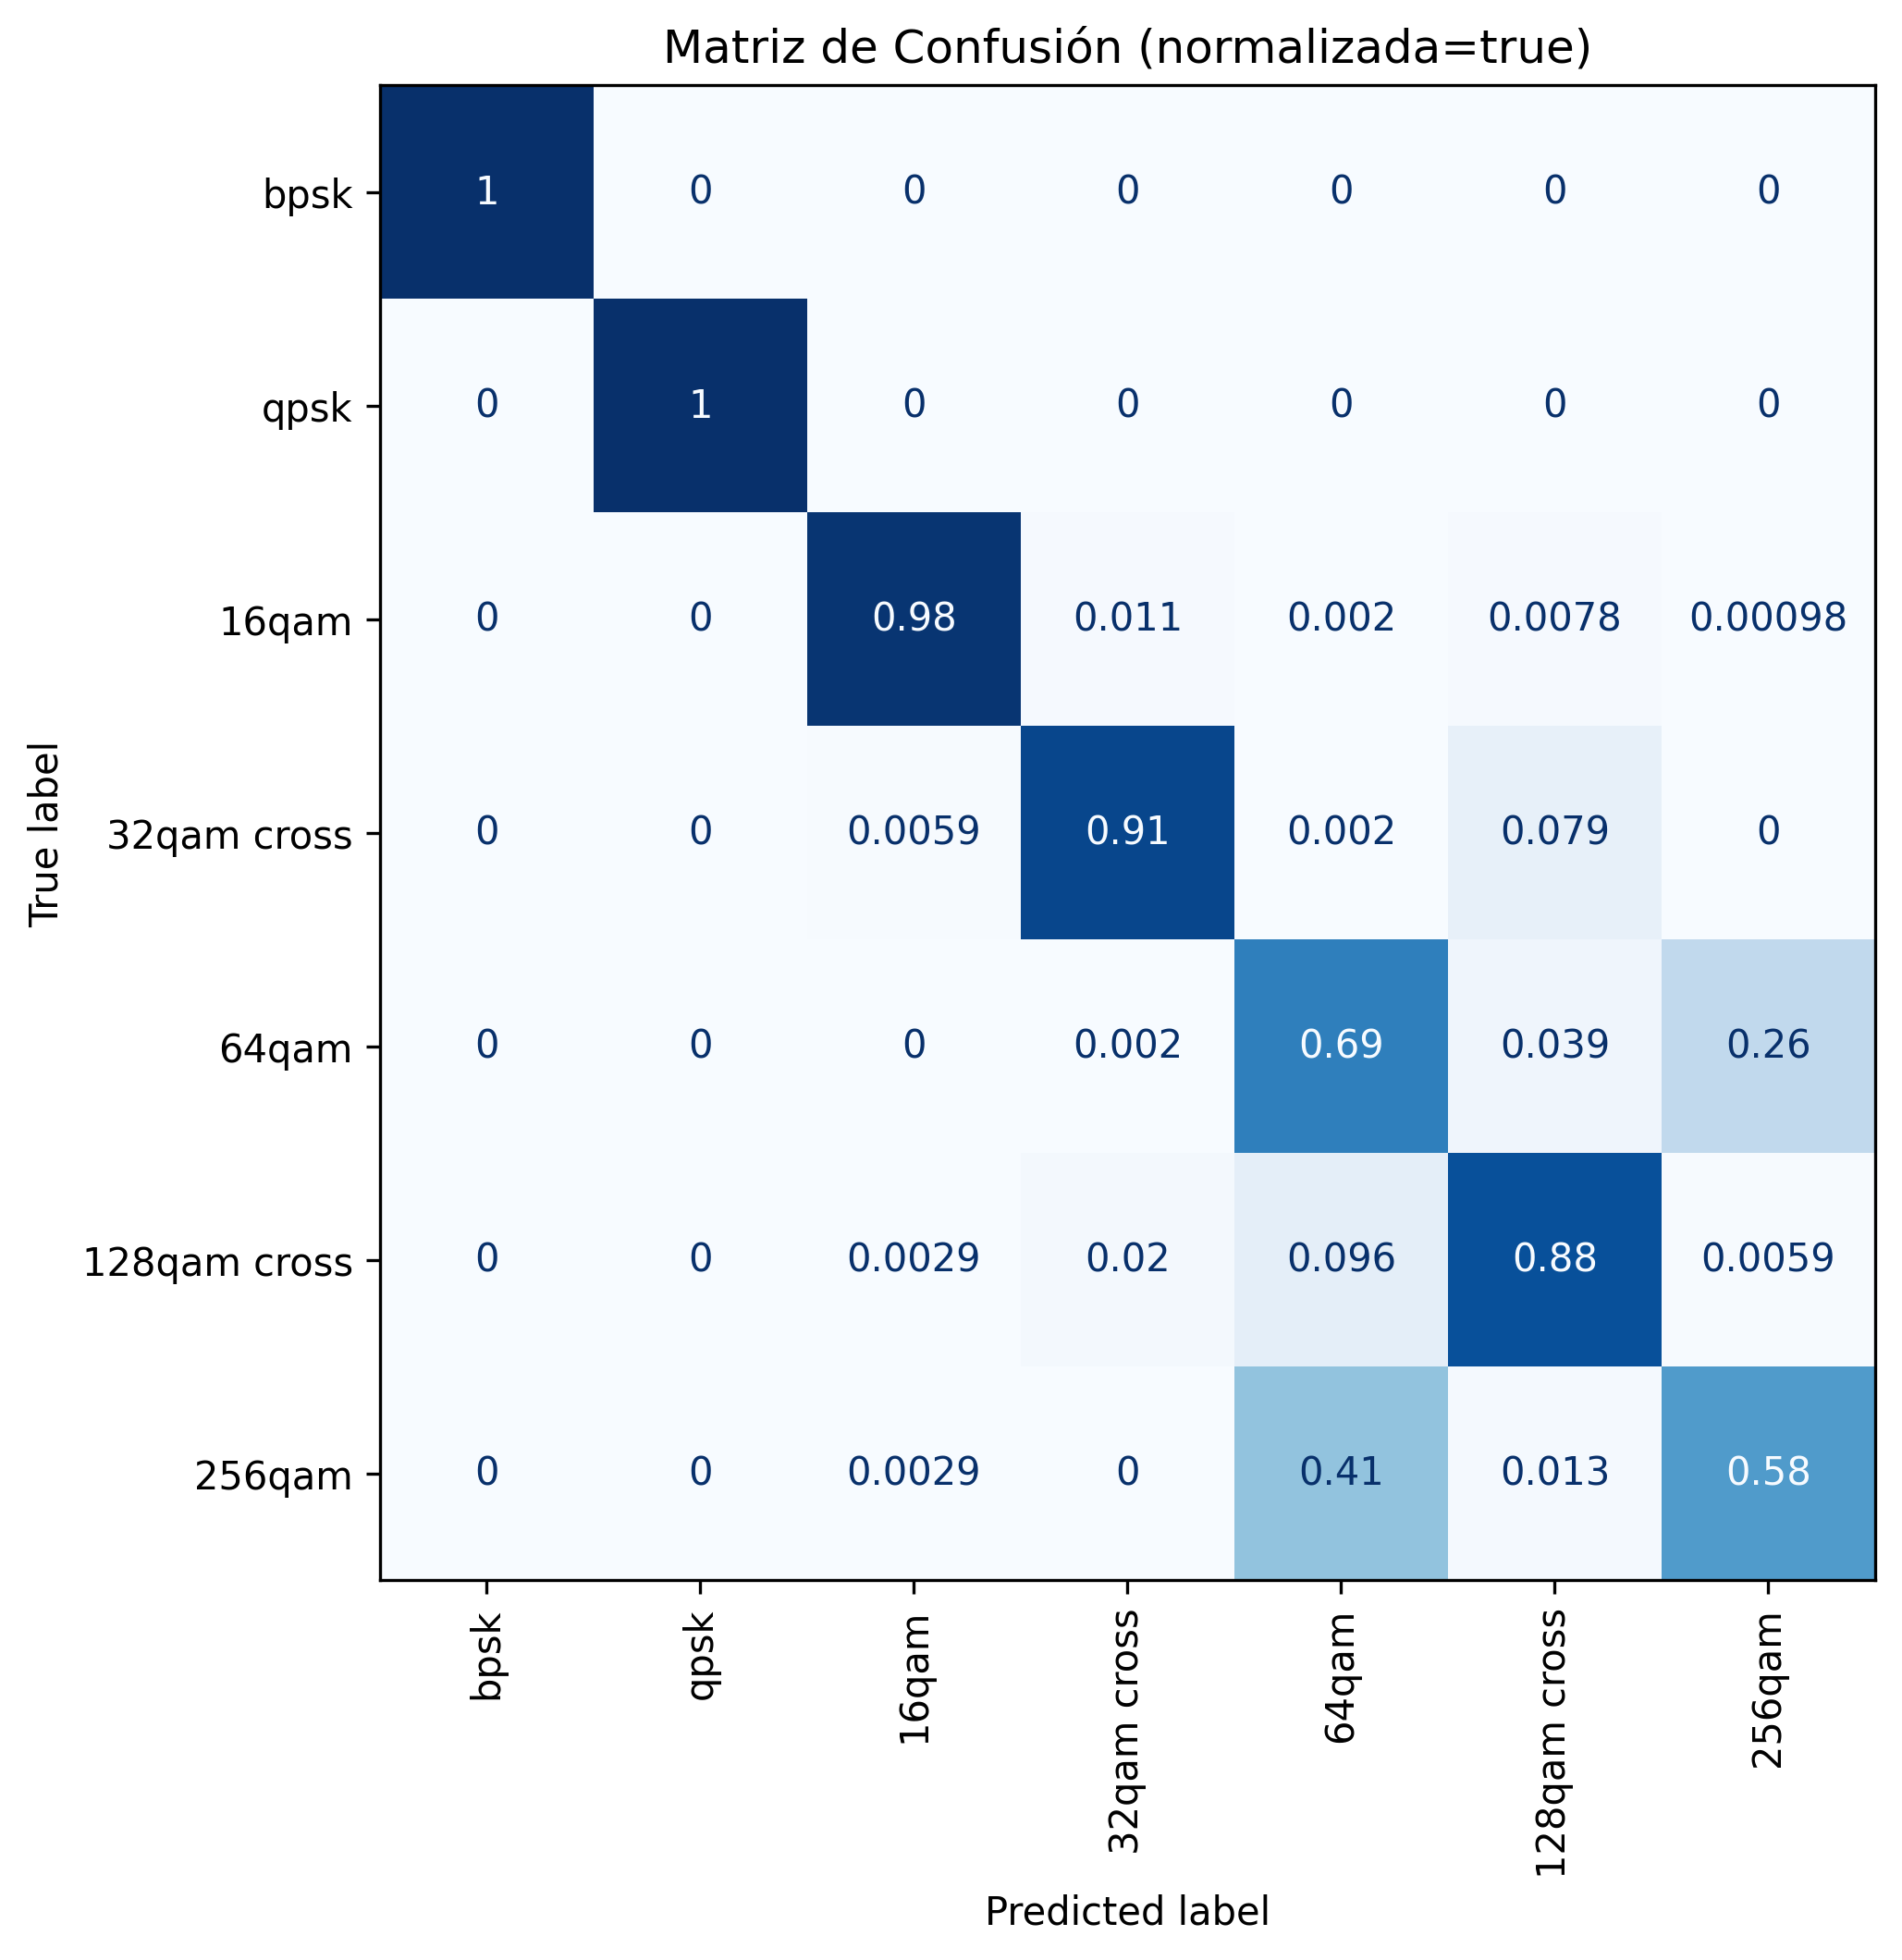 Matriz de Confusión (normalizada=true)
True label
bpsk 1 0 0 0 0 0 0
qpsk 0 1 0 0 0 0 0
16qam 0 0 0.98 0.011 0.002 0.0078 0.00098
32qam cross 0 0 0.0059 0.91 0.002 0.079 0
64qam 0 0 0 0.002 0.69 0.039 0.26
128qam cross 0 0 0.0029 0.02 0.096 0.88 0.0059
256qam 0 0 0.0029 0 0.41 0.013 0.58
bpsk qpsk 16qam 32qam cross 64qam 128qam cross 256qam
Predicted label